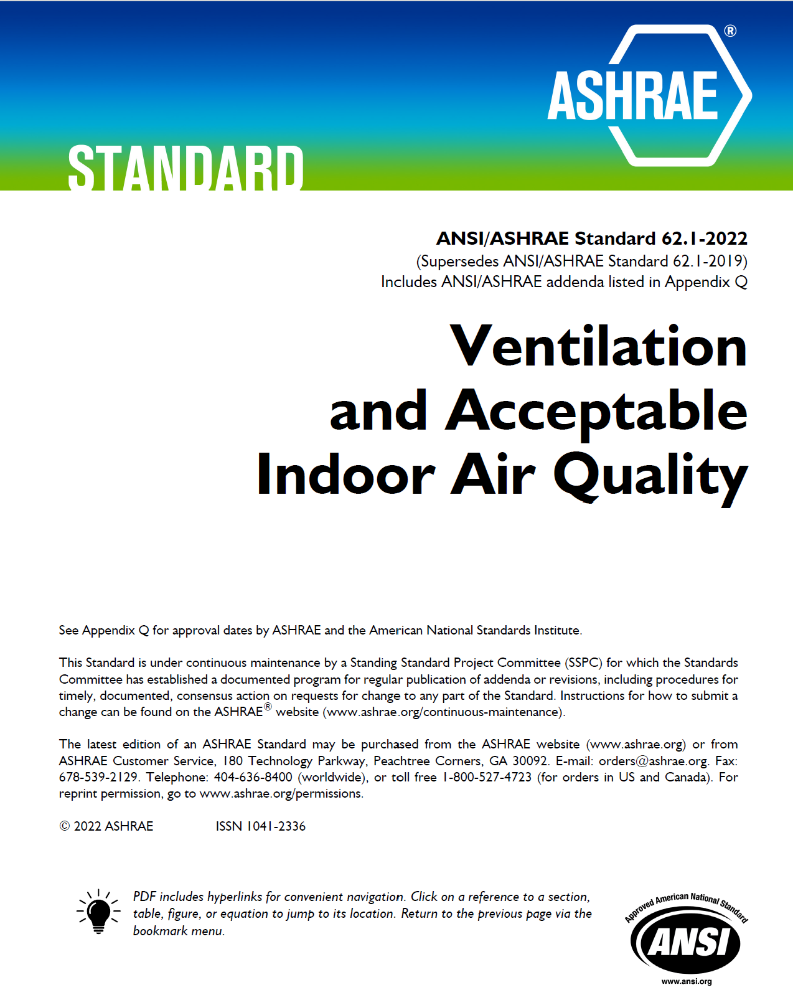 ASHRAE®
STANDARD
ANSI/ASHRAE Standard 62.1-2022
(Supersedes ANSI/ASHRAE Standard 62.1-2019)
Includes ANSI/ASHRAE addenda listed in Appendix Q
Ventilation
and Acceptable
Indoor Air Quality
See Appendix Q for approval dates by ASHRAE and the American National Standards Institute.
This Standard is under continuous maintenance by a Standing Standard Project Committee (SSPC) for which the Standards
Committee has established a documented program for regular publication of addenda or revisions, including procedures for
timely, documented, consensus action on requests for change to any part of the Standard. Instructions for how to submit a
change can be found on the ASHRAE® website (www.ashrae.org/continuous-maintenance).
The latest edition of an ASHRAE Standard may be purchased from the ASHRAE website (www.ashrae.org) or from
ASHRAE Customer Service, 180 Technology Parkway, Peachtree Corners, GA 30092. E-mail: orders@ashrae.org. Fax:
678-539-2129. Telephone: 404-636-8400 (worldwide), or toll free 1-800-527-4723 (for orders in US and Canada). For
reprint permission, go to www.ashrae.org/permissions.
© 2022 ASHRAE ISSN 1041-2336
PDF includes hyperlinks for convenient navigation. Click on a reference to a section,
table, figure, or equation to jump to its location. Return to the previous page via the
bookmark menu.
Approved American National Standard
ANSI
www.ansi.org